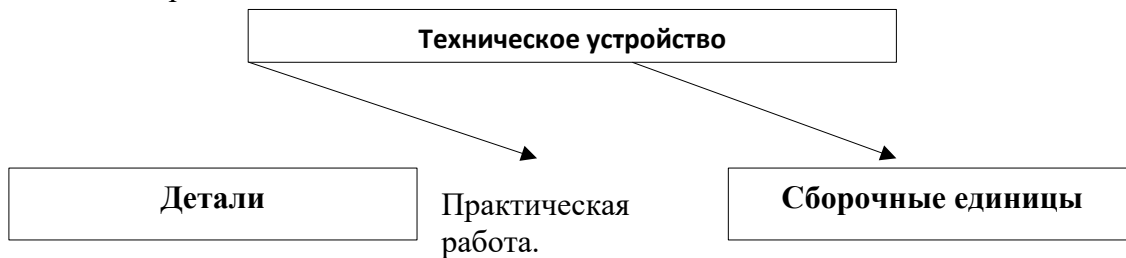 Техническое устройство
Детали
Практическая
работа.
Сборочные единицы